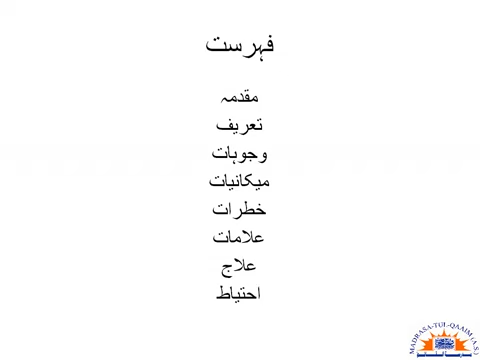 فہرست
مقدمہ
تعریف
وجوہات
میکانیات
خطرات
علامات
علاج
احتیاط
MADRASA-TUL-QAAIM (A.S)